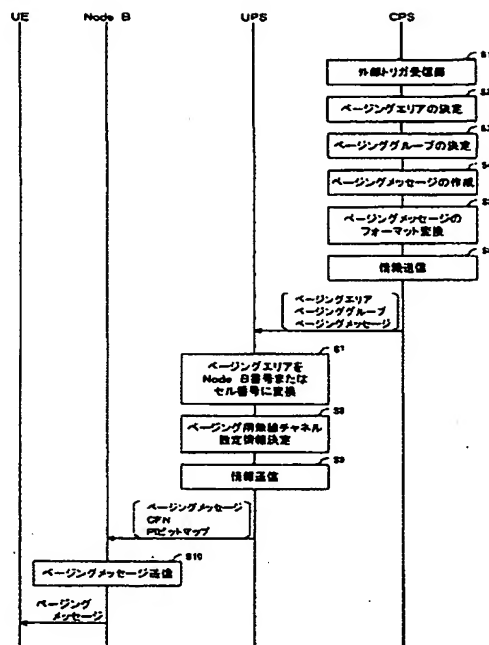 UE Node B UPS CPS
外部トリガ受信部
ページングエリアの決定
ページンググループの決定
ページングメッセージの作成
ページングメッセージの
フォーマット変換
情報送信
ページングエリア
ページンググループ
ページングメッセージ
S7
ページングエリアを
Node B番号または
セル番号に変換
S8
ページング用無線チャネル
設定情報決定
S9
情報送信
ページングメッセージ
CFN
PIビットマップ
S10
ページングメッセージ送信
ページング
メッセージ